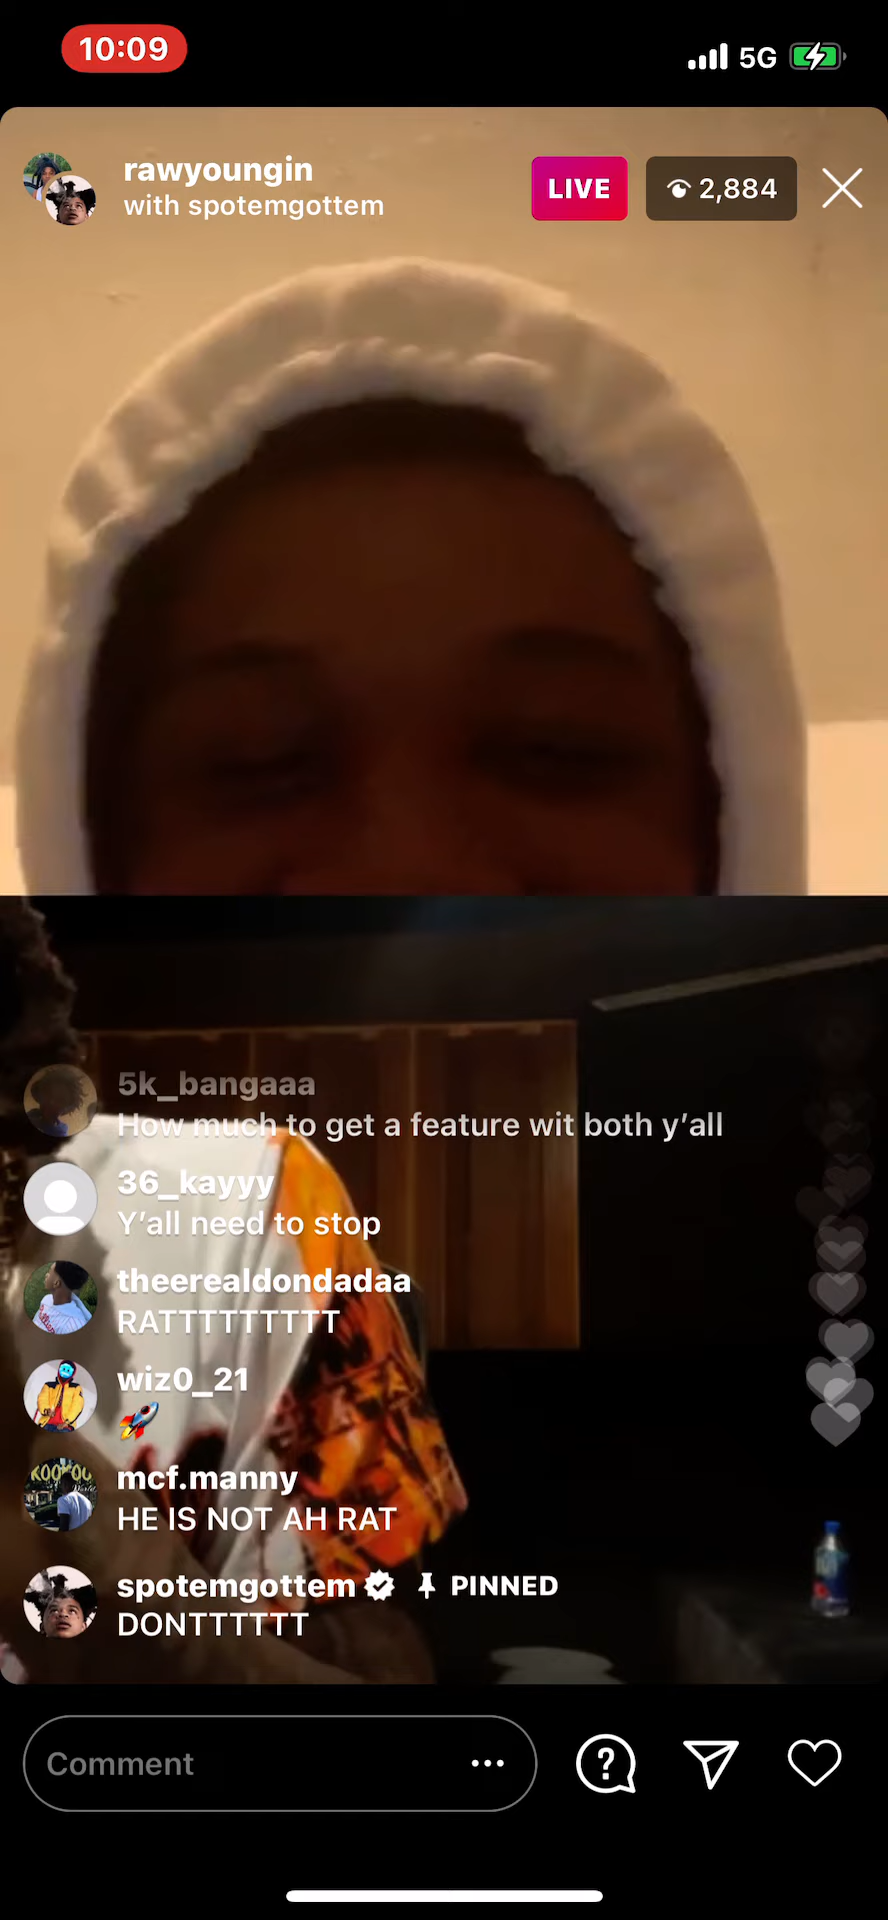 10:09
5G
rawyoungin
with spotemgottem
LIVE
2,884
5k_bangaaa
How much to get a feature wit both y’all
36_kayyy
Y’all need to stop
theerealdondadaa
RATTTTTTTTT
wiz0_21
🚀
mcf.manny
HE IS NOT AH RAT
spotemgottem PINNED
DONTTTTTT
Comment